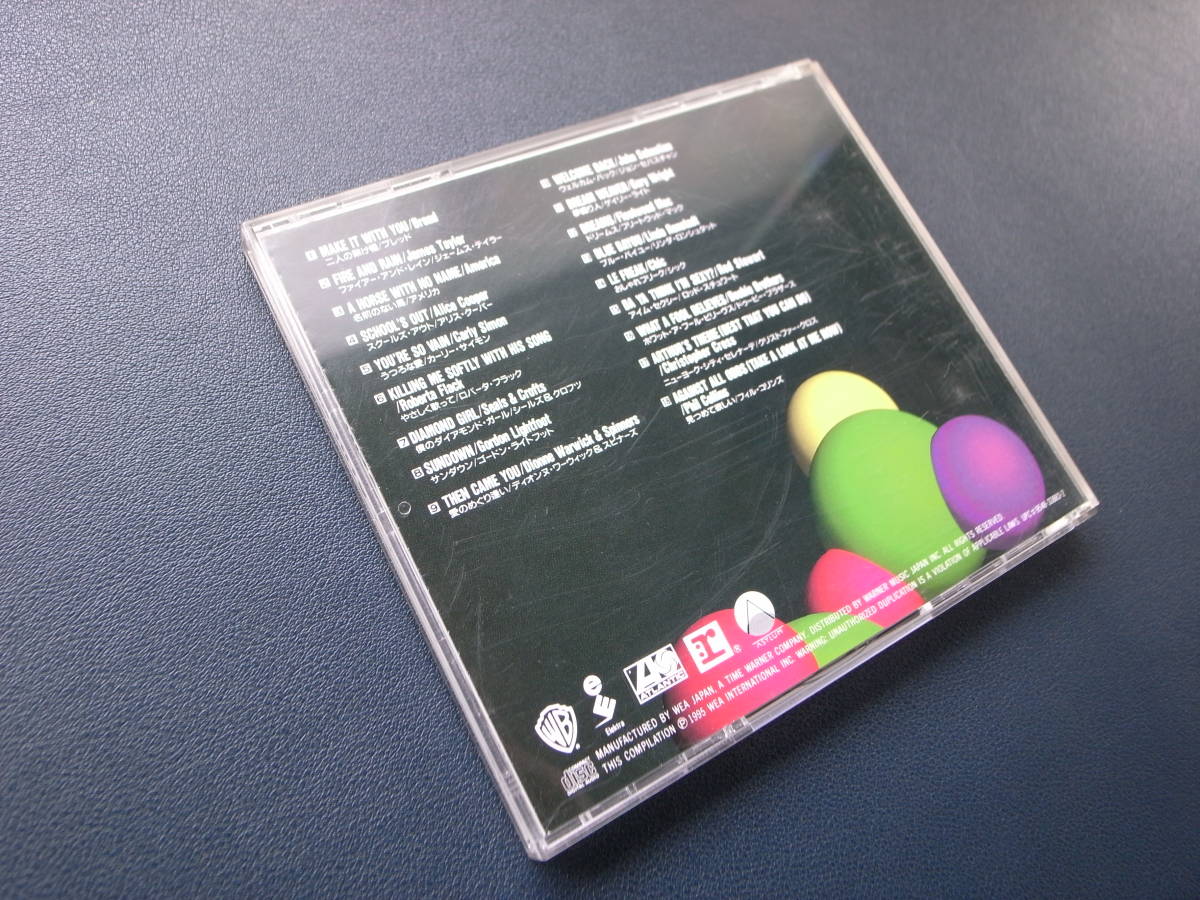 1 MAKE IT WITH YOU/Bread
二人の架け橋/ブレッド
2 FIRE AND RAIN/James Taylor
ファイアー・アンド・レイン/ジェームス・テイラー
3 A HORSE WITH NO NAME/America
名前のない馬/アメリカ
4 SCHOOL'S OUT/Alice Cooper
スクールズ・アウト/アリス・クーパー
5 YOU'RE SO VAIN/Carly Simon
うつろな愛/カーリー・サイモン
6 KILLING ME SOFTLY WITH HIS SONG
/Roberta Flack
やさしく歌って/ロバータ・フラック
7 DIAMOND GIRL/Seals & Crofts
僕のダイアモンド・ガール/シールズ&クロフツ
8 SUNDOWN/Gordon Lightfoot
サンダウン/ゴードン・ライトフット
9 THEN CAME YOU/Dionne Warwick & Spinners
愛のめぐり逢い/ディオンヌ・ワーウィック&スピナーズ
WELCOME BACK/John Sebastian
ウェルカム・バック/ジョン・セバスチャン
DREAM WEAVER/Gary Wright
夢織り人/ゲイリー・ライト
DREAMS/Fleetwood Mac
ドリームス/フリートウッド・マック
BLUE BAYOU/Linda Ronstadt
ブルー・バイユー/リンダ・ロンシュタット
LE FREAK/Chic
おしゃれフリーク/シック
DA YA THINK I'M SEXY?/Rod Stewart
アイム・セクシー/ロッド・スチュワート
WHAT A FOOL BELIEVES/Doobie Brothers
ホワット・ア・フール・ビリーヴス/ドゥービー・ブラザーズ
ARTHUR'S THEME(BEST THAT YOU CAN DO)
/Christopher Cross
ニューヨーク・シティ・セレナーデ/クリストファー・クロス
AGAINST ALL ODDS(TAKE A LOOK AT ME NOW)
/Phil Collins
見つめて欲しい/フィル・コリンズ
WB ®
e
Elektra
ATLANTIC
r ®
ASYLUM
COMPACT disc DIGITAL AUDIO
MANUFACTURED BY WEA JAPAN, A TIME WARNER COMPANY. DISTRIBUTED BY WARNER MUSIC JAPAN INC. ALL RIGHTS RESERVED.
THIS COMPILATION ℗ 1995 WEA INTERNATIONAL INC. WARNING: UNAUTHORIZED DUPLICATION IS A VIOLATION OF APPLICABLE LAWS.